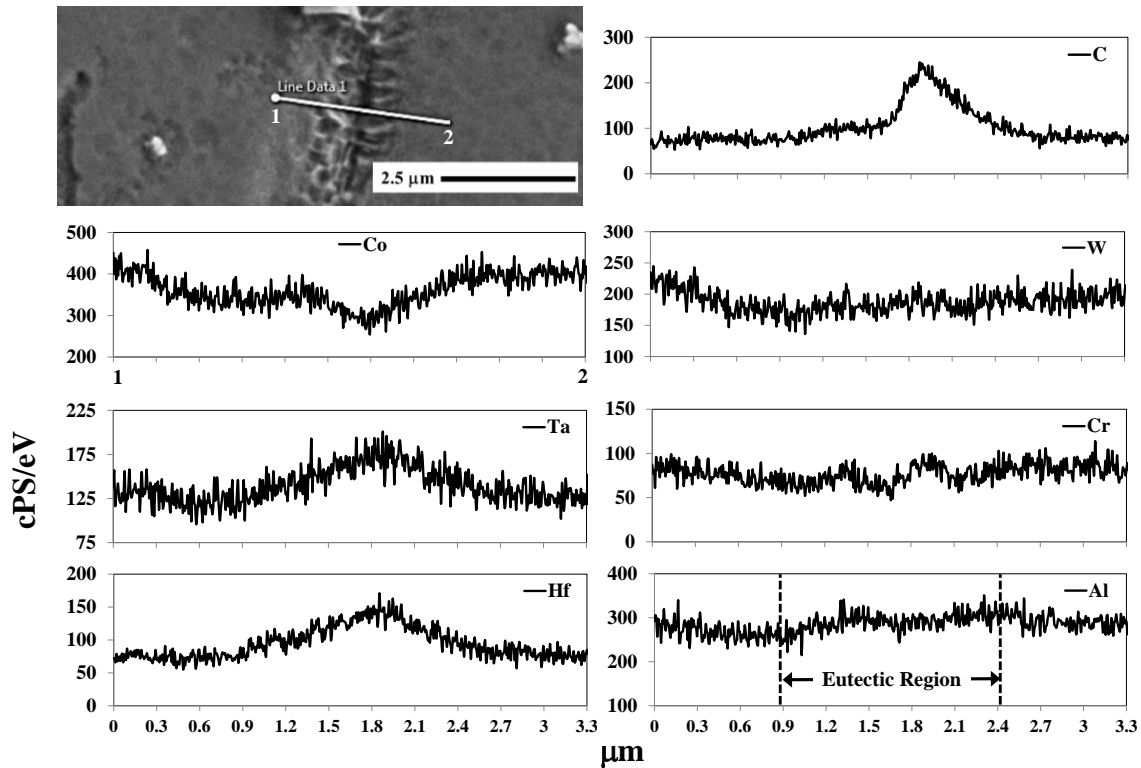 Line Data 1
1
2
2.5 μm
300
200
100
0
C
500
400
300
200
Co
1
2
300
250
200
150
100
W
cPS/eV
225
175
125
75
Ta
150
100
50
0
Cr
200
150
100
50
0
Hf
0 0.3 0.6 0.9 1.2 1.5 1.8 2.1 2.4 2.7 3 3.3
400
300
200
100
Al
Eutectic Region
0 0.3 0.6 0.9 1.2 1.5 1.8 2.1 2.4 2.7 3.0 3.3
μm